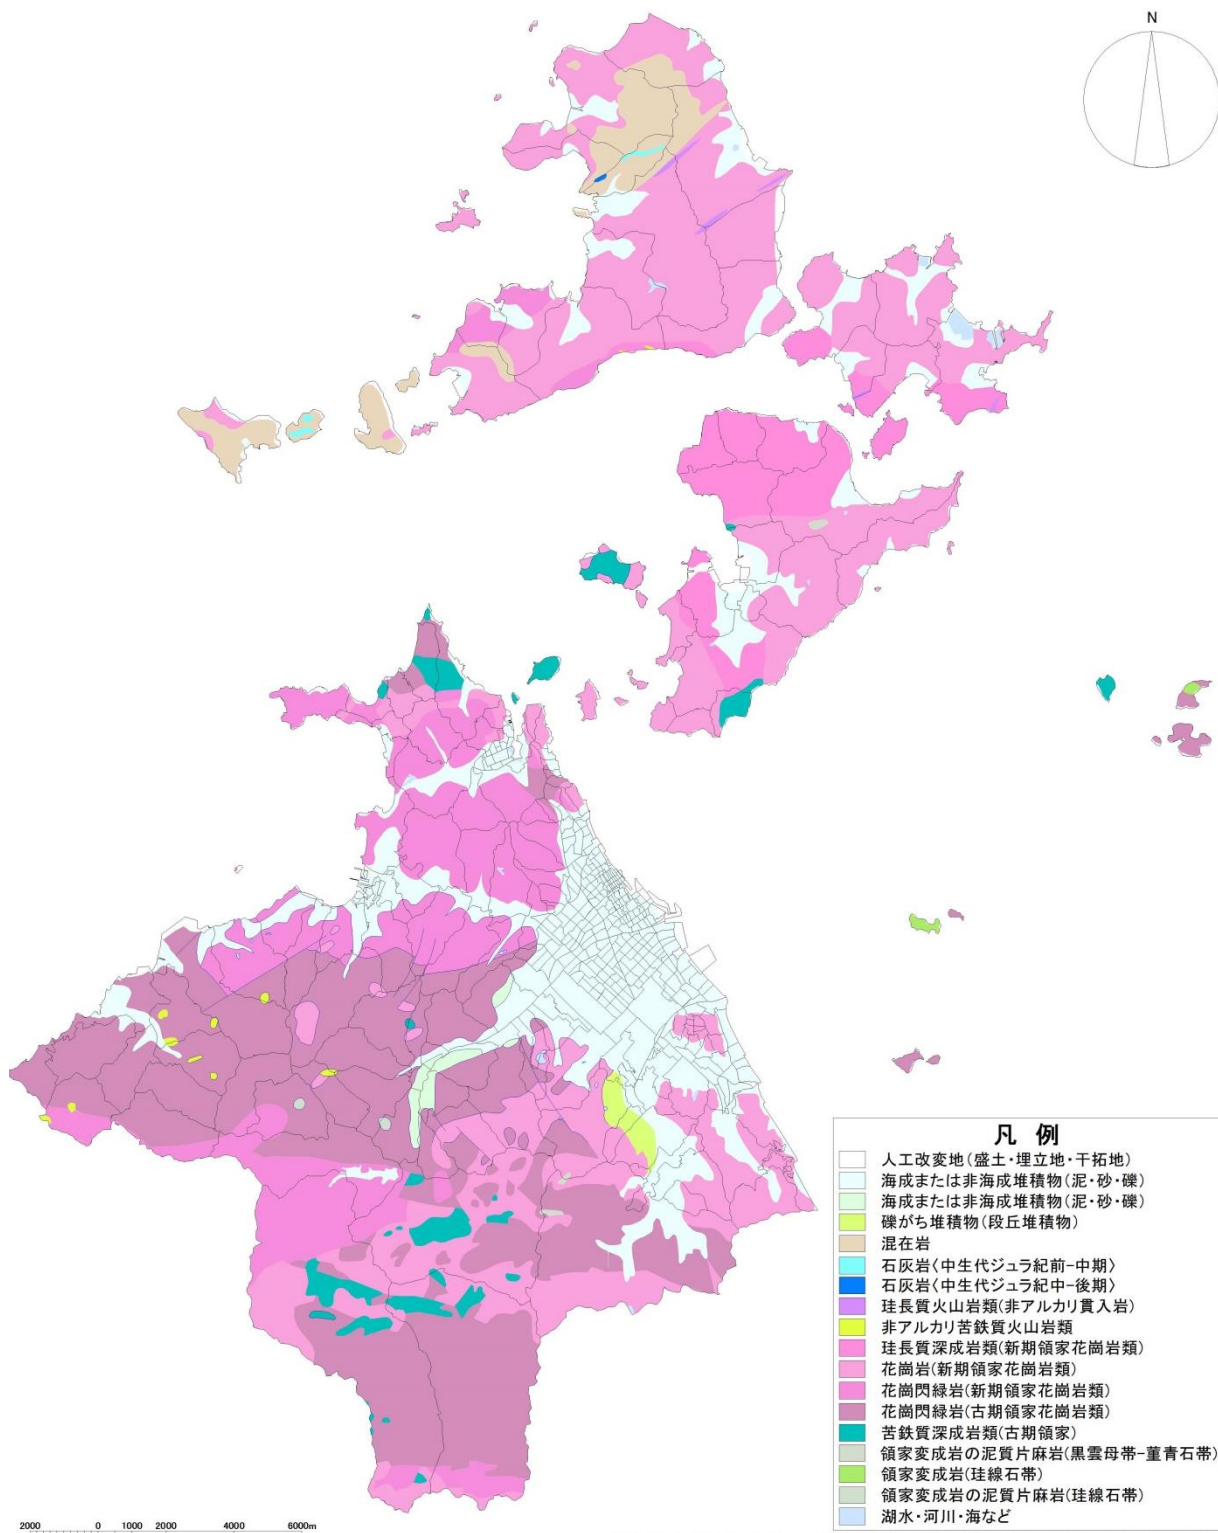 N
凡 例
人工改変地(盛土・埋立地・干拓地)
海成または非海成堆積物(泥・砂・礫)
海成または非海成堆積物(泥・砂・礫)
礫がち堆積物(段丘堆積物)
混在岩
石灰岩〈中生代ジュラ紀前-中期〉
石灰岩〈中生代ジュラ紀中-後期〉
珪長質火山岩類(非アルカリ貫入岩)
非アルカリ苦鉄質火山岩類
珪長質深成岩類(新期領家花崗岩類)
花崗岩(新期領家花崗岩類)
花崗閃緑岩(新期領家花崗岩類)
花崗閃緑岩(古期領家花崗岩類)
苦鉄質深成岩類(古期領家)
領家変成岩の泥質片麻岩(黒雲母帯-菫青石帯)
領家変成岩(珪線石帯)
領家変成岩の泥質片麻岩(珪線石帯)
湖水・河川・海など
2000 0 1000 2000 4000 6000m